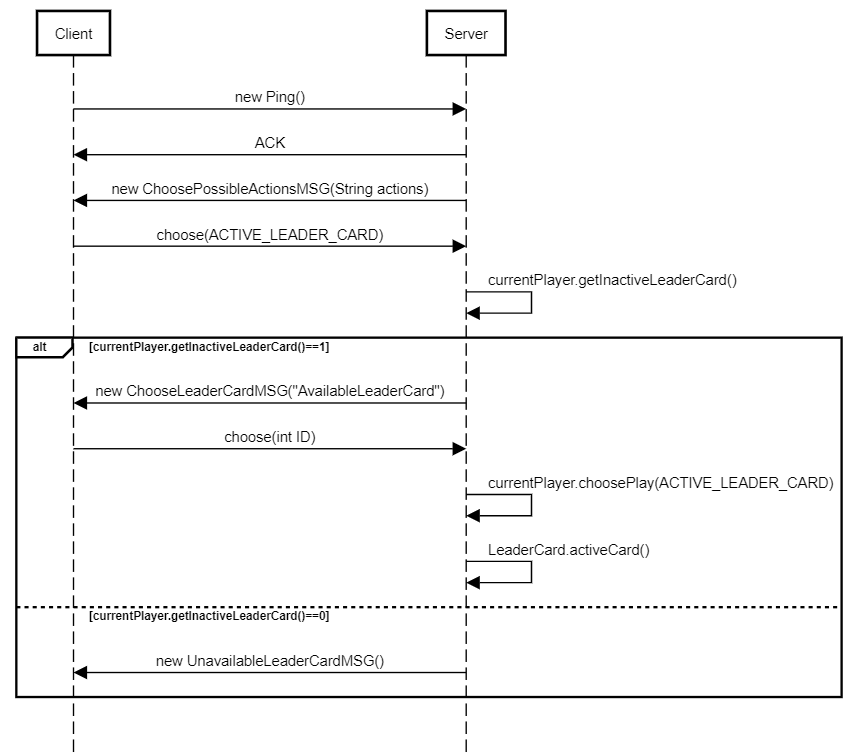 Client
Server
new Ping()
ACK
new ChoosePossibleActionsMSG(String actions)
choose(ACTIVE_LEADER_CARD)
currentPlayer.getInactiveLeaderCard()
alt
[currentPlayer.getInactiveLeaderCard()==1]
new ChooseLeaderCardMSG("AvailableLeaderCard")
choose(int ID)
currentPlayer.choosePlay(ACTIVE_LEADER_CARD)
LeaderCard.activeCard()
[currentPlayer.getInactiveLeaderCard()==0]
new UnavailableLeaderCardMSG()